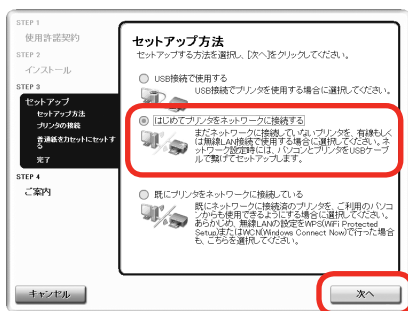 STEP 1
使用許諾契約
STEP 2
インストール
STEP 3
セットアップ
セットアップ方法
プリンタの接続
普通紙をカセットにセットす
る
完了
STEP 4
ご案内
キャンセル
セットアップ方法
セットアップする方法を選択し、[次へ]をクリックしてください。
USB接続で使用する
USB接続でプリンタを使用する場合に選択してください。
はじめてプリンタをネットワークに接続する
まだネットワークに接続していないプリンタを、有線もしく
は無線LAN接続で使用する場合に選択してください。ネ
ットワーク設定時には、パソコンとプリンタをUSBケーブ
ルで繋げてセットアップします。
既にプリンタをネットワークに接続している
既にネットワークに接続済のプリンタを、ご利用のパソコ
ンからも使用できるようにする場合に選択してください。
あらかじめ、無線LANの設定をWPS(WiFi Protected
Setup)またはWCN(Windows Connect Now)で行った場合
も、こちらを選択してください。
次へ